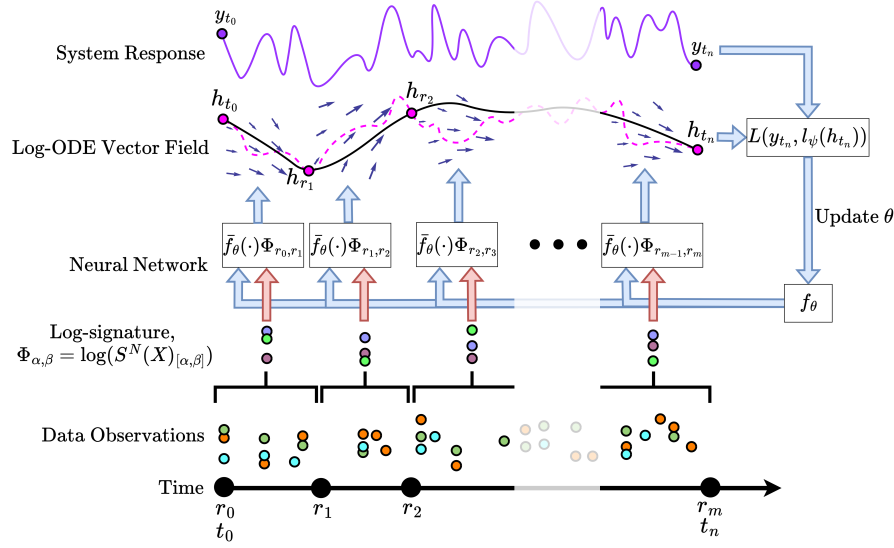 y_{t_0}
System Response
y_{t_n}
h_{t_0}
h_{r_2}
Log-ODE Vector Field
h_{r_1}
h_{t_n}
L(y_{t_n}, l_ψ(h_{t_n}))
Update θ
f̄_θ(·)Φ_{r_0,r_1}
f̄_θ(·)Φ_{r_1,r_2}
f̄_θ(·)Φ_{r_2,r_3}
f̄_θ(·)Φ_{r_{m−1},r_m}
Neural Network
f_θ
Log-signature,
Φ_{α,β} = log(S^N(X)_{[α,β]})
Data Observations
Time
r_0
r_1
r_2
r_m
t_0
t_n